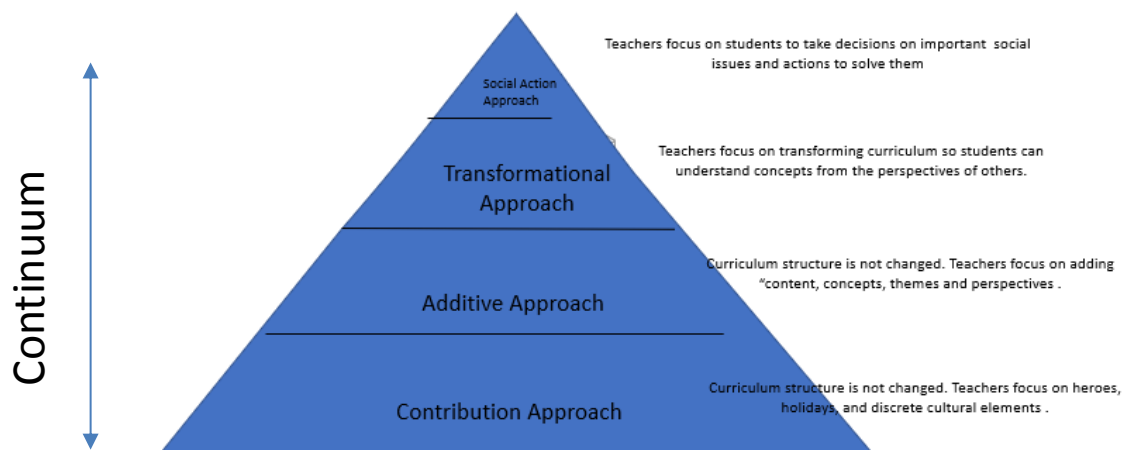 Teachers focus on students to take decisions on important social
issues and actions to solve them
Social Action
Approach
Teachers focus on transforming curriculum so students can
understand concepts from the perspectives of others.
Transformational
Approach
Continuum
Curriculum structure is not changed. Teachers focus on adding
“content, concepts, themes and perspectives .
Additive Approach
Curriculum structure is not changed. Teachers focus on heroes,
holidays, and discrete cultural elements .
Contribution Approach